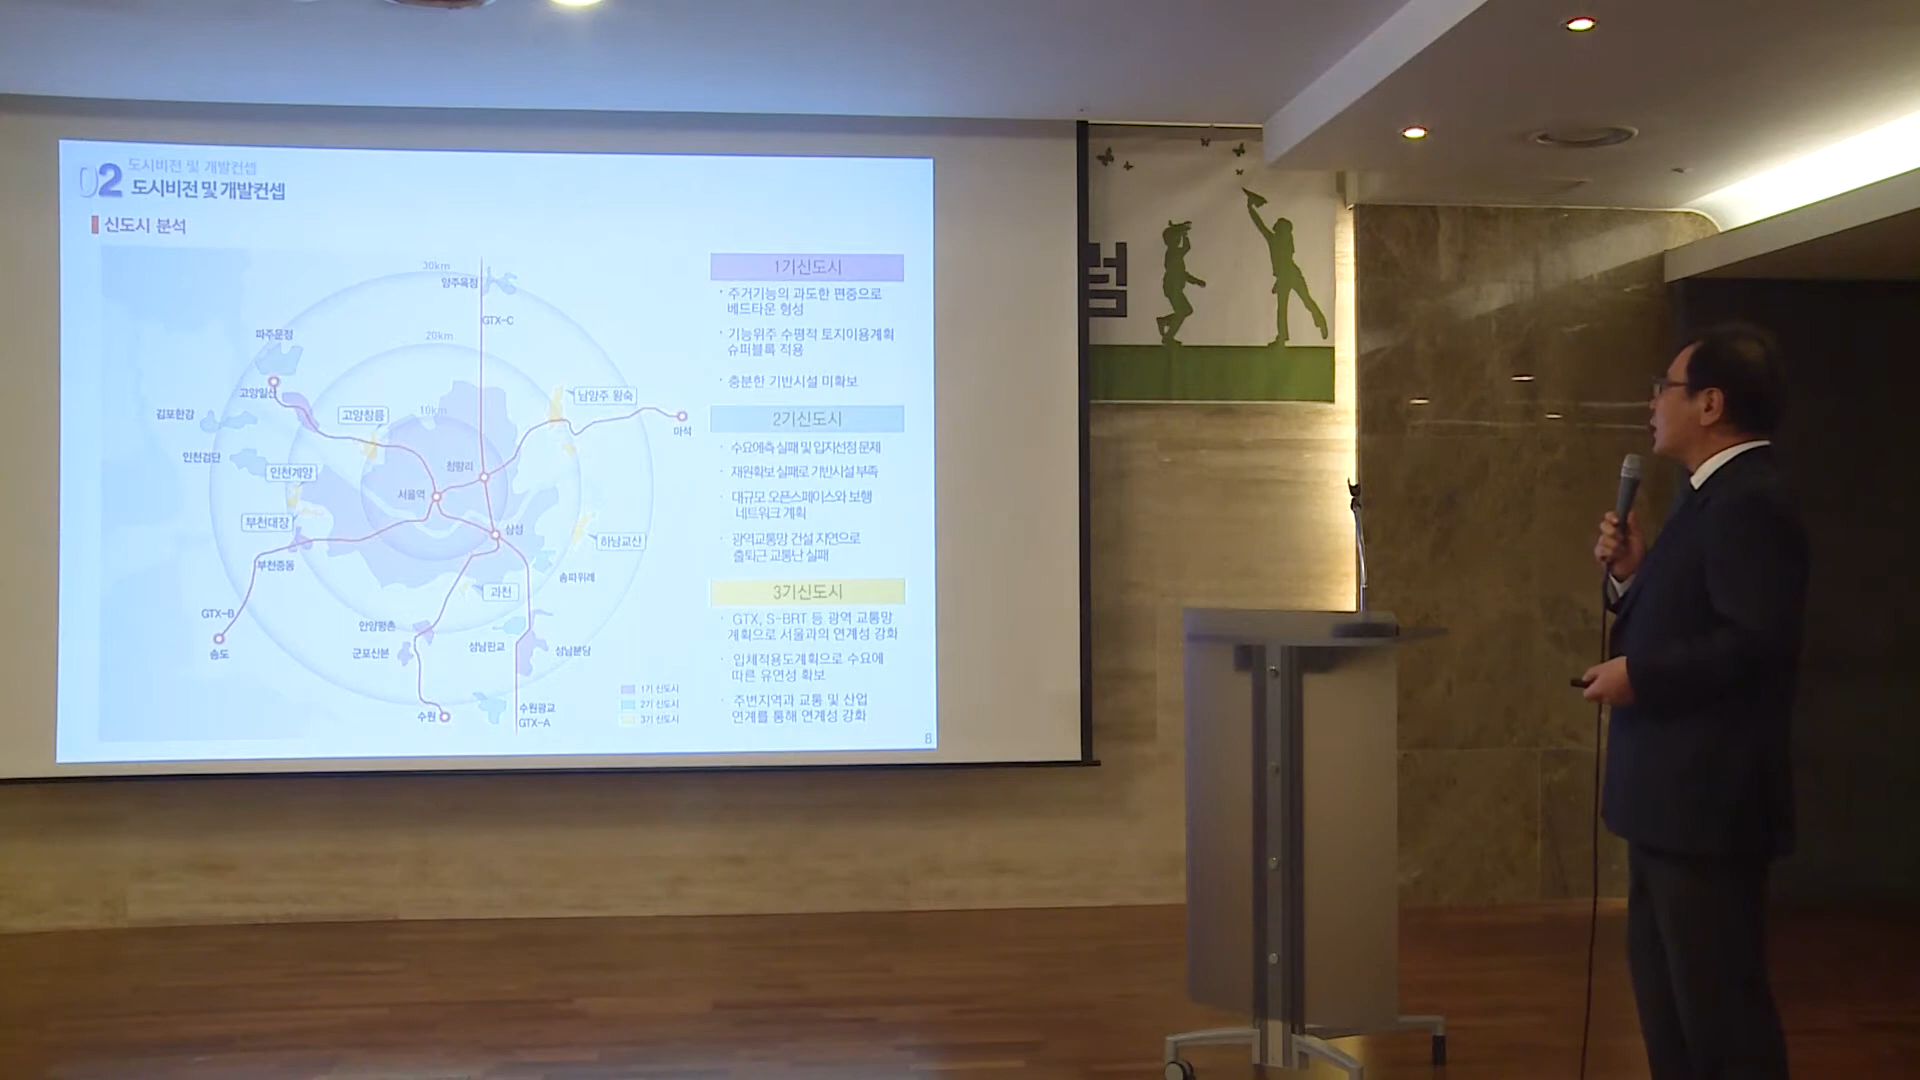 02
도시비전 및 개발컨셉
도시비전 및 개발컨셉
신도시 분석
30km
양주옥정
GTX-C
20km
파주운정
고양일산
김포한강
고양창릉
10km
남양주 왕숙
마석
인천검단
인천계양
청량리
서울역
부천대장
삼성
하남교산
부천중동
송파위례
과천
GTX-B
송도
안양평촌
군포산본
성남판교
성남분당
수원
수원광교
GTX-A
1기 신도시
2기 신도시
3기 신도시
1기신도시
· 주거기능의 과도한 편중으로
베드타운 형성
· 기능위주 수평적 토지이용계획
슈퍼블록 적용
· 충분한 기반시설 미확보
2기신도시
· 수요예측 실패 및 입지선정 문제
· 재원확보 실패로 기반시설 부족
· 대규모 오픈스페이스와 보행
네트워크 계획
· 광역교통망 건설 지연으로
출퇴근 교통난 실패
3기신도시
· GTX, S-BRT 등 광역 교통망
계획으로 서울과의 연계성 강화
· 입체적용도계획으로 수요에
따른 유연성 확보
· 주변지역과 교통 및 산업
연계를 통해 연계성 강화
8
럼